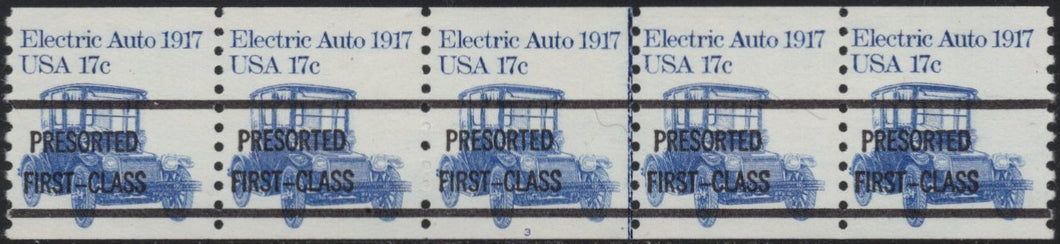 Electric Auto 1917 Electric Auto 1917 Electric Auto 1917 Electric Auto 1917 Electric Auto 1917
USA 17c USA 17c USA 17c USA 17c USA 17c
PRESORTED PRESORTED PRESORTED PRESORTED PRESORTED
FIRST-CLASS FIRST-CLASS FIRST-CLASS FIRST-CLASS FIRST-CLASS
3